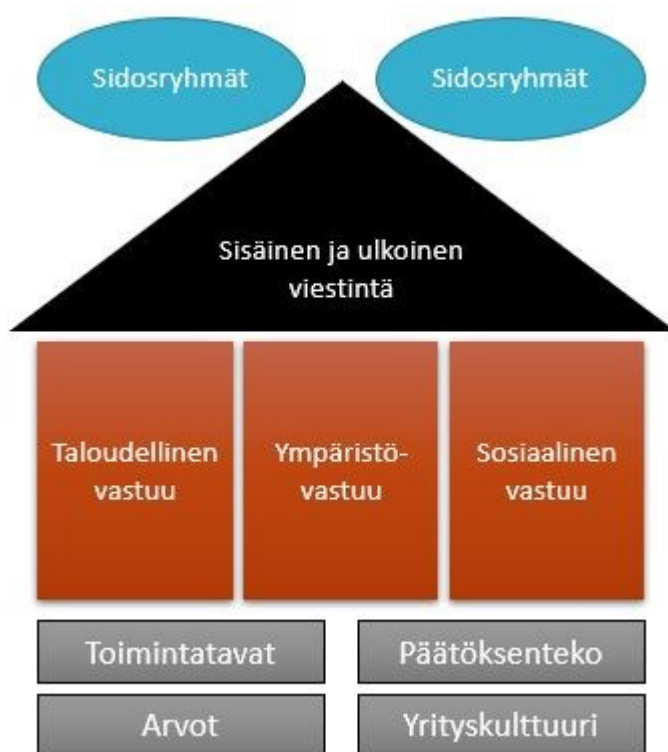 Sidosryhmät
Sidosryhmät
Sisäinen ja ulkoinen
viestintä
Taloudellinen
vastuu
Ympäristö-
vastuu
Sosiaalinen
vastuu
Toimintatavat
Päätöksenteko
Arvot
Yrityskulttuuri